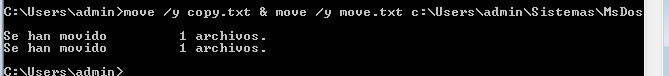 C:\Users\admin>move /y copy.txt & move /y move.txt c:\Users\admin\Sistemas\MsDos
Se han movido         1 archivos.
Se han movido         1 archivos.
C:\Users\admin>